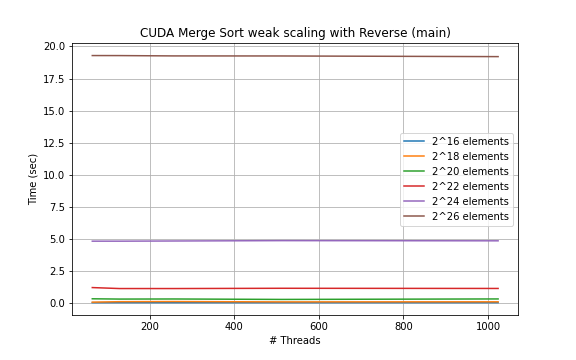 CUDA Merge Sort weak scaling with Reverse (main)
20.0
17.5
15.0
12.5
10.0
7.5
5.0
2.5
0.0
Time (sec)
2^16 elements
2^18 elements
2^20 elements
2^22 elements
2^24 elements
2^26 elements
200
400
600
800
1000
# Threads